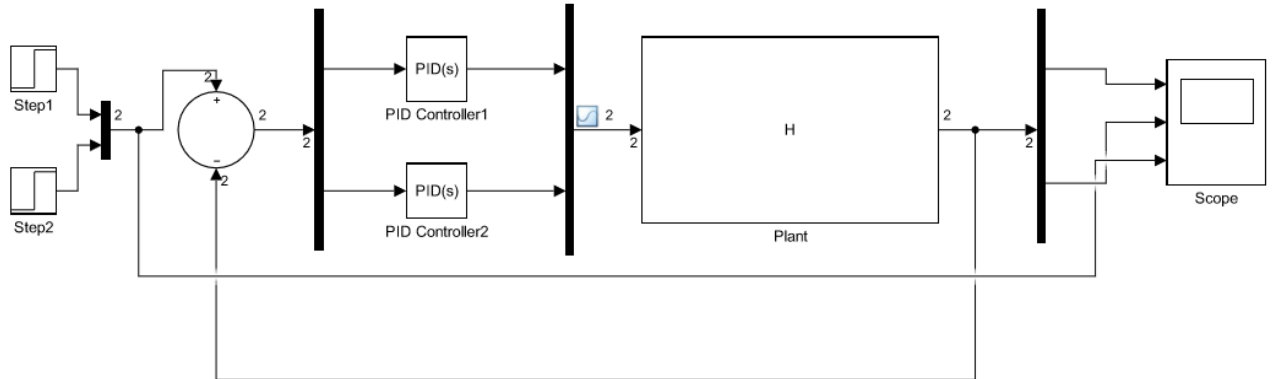 Step1
Step2
2
2
+
−
2
2
2
PID(s)
PID Controller1
PID(s)
PID Controller2
2
2
H
Plant
2
2
Scope